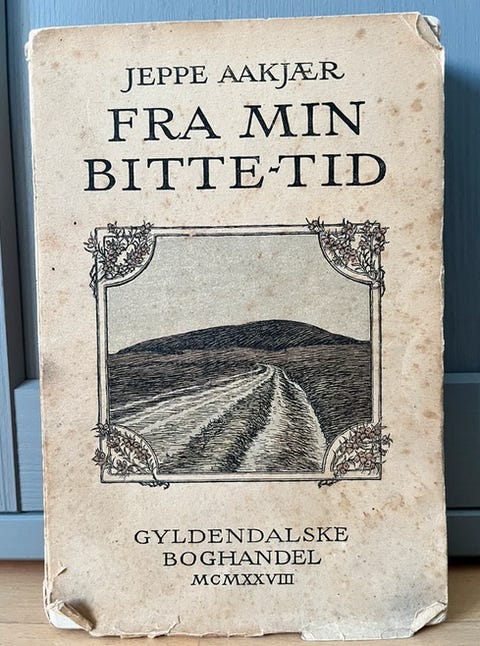 JEPPE AAKJÆR
FRA MIN
BITTE-TID
GYLDENDALSKE
BOGHANDEL
MCMXXVIII